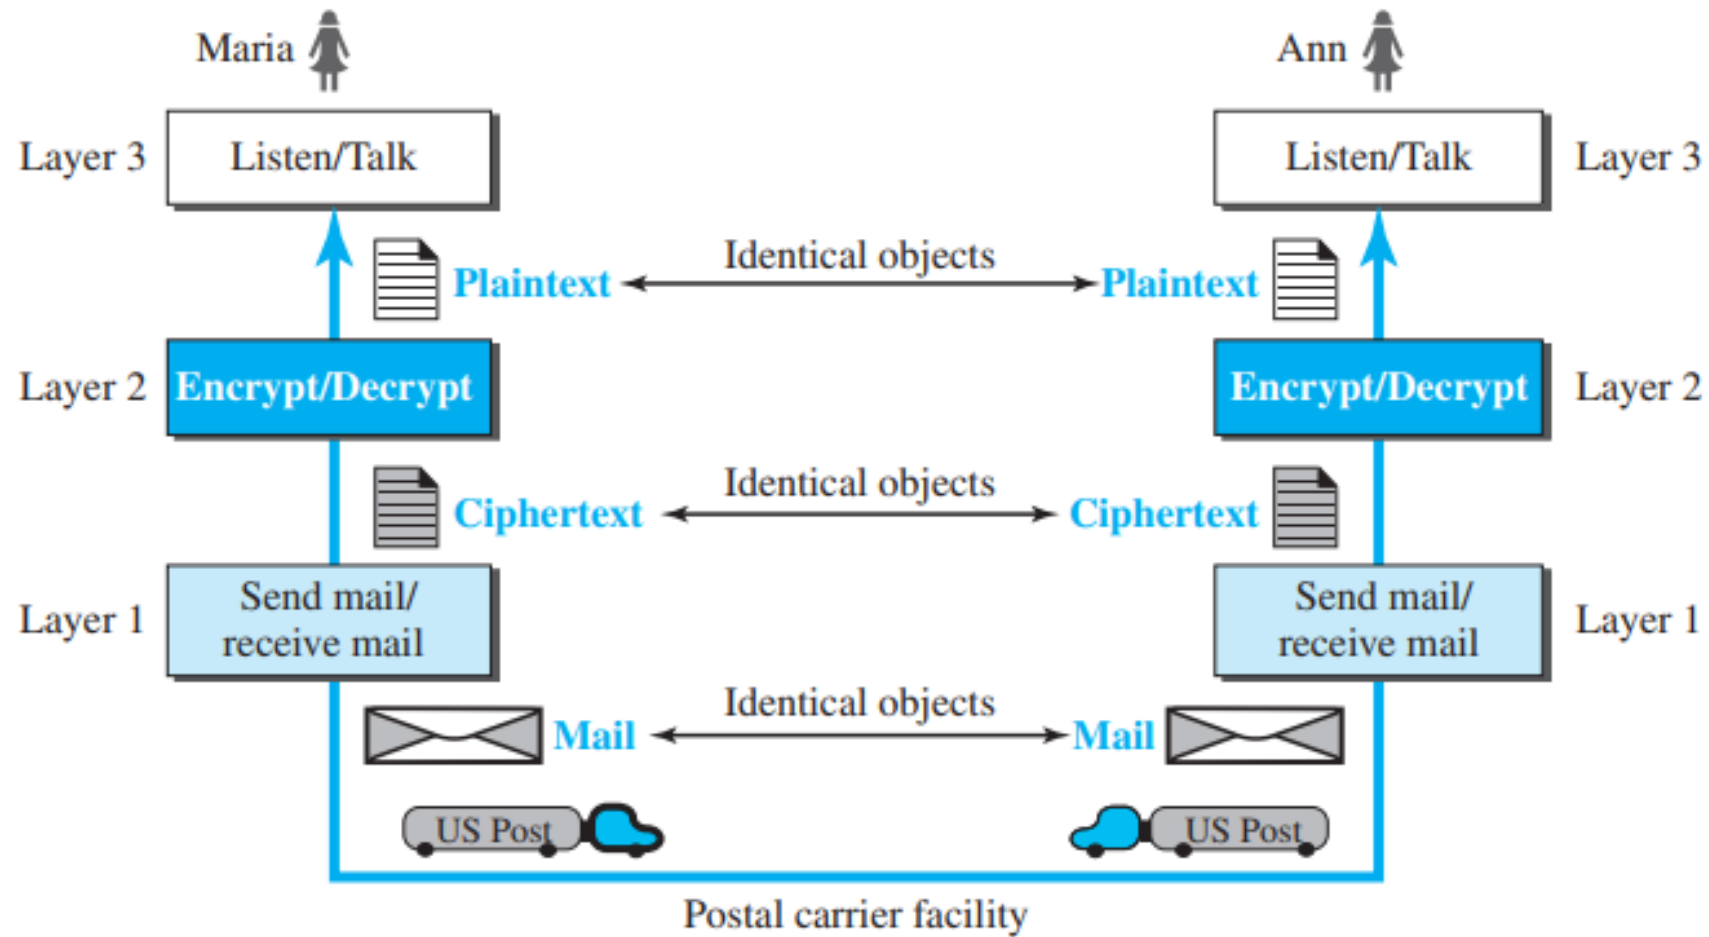 Maria
Ann
Layer 3
Listen/Talk
Listen/Talk
Layer 3
Identical objects
Plaintext
Plaintext
Layer 2
Encrypt/Decrypt
Encrypt/Decrypt
Layer 2
Identical objects
Ciphertext
Ciphertext
Layer 1
Send mail/
receive mail
Send mail/
receive mail
Layer 1
Identical objects
Mail
Mail
US Post
US Post
Postal carrier facility